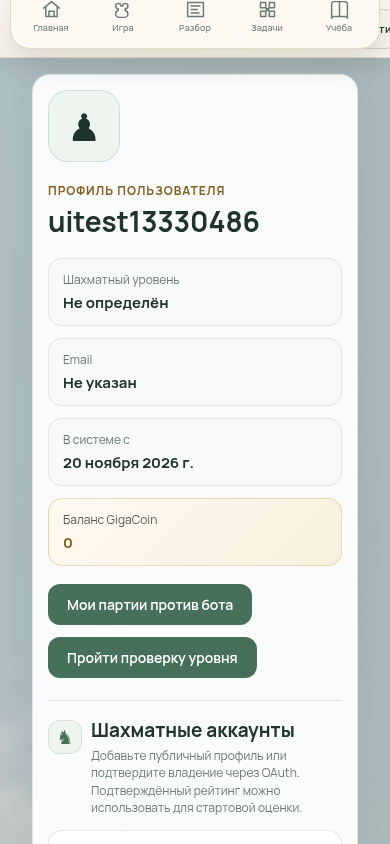 Главная
Игра
Разбор
Задачи
Учёба
ПРОФИЛЬ ПОЛЬЗОВАТЕЛЯ
uitest13330486
Шахматный уровень
Не определён
Email
Не указан
В системе с
20 ноября 2026 г.
Баланс GigaCoin
0
Мои партии против бота
Пройти проверку уровня
Шахматные аккаунты
Добавьте публичный профиль или
подтвердите владение через OAuth.
Подтверждённый рейтинг можно
использовать для стартовой оценки.